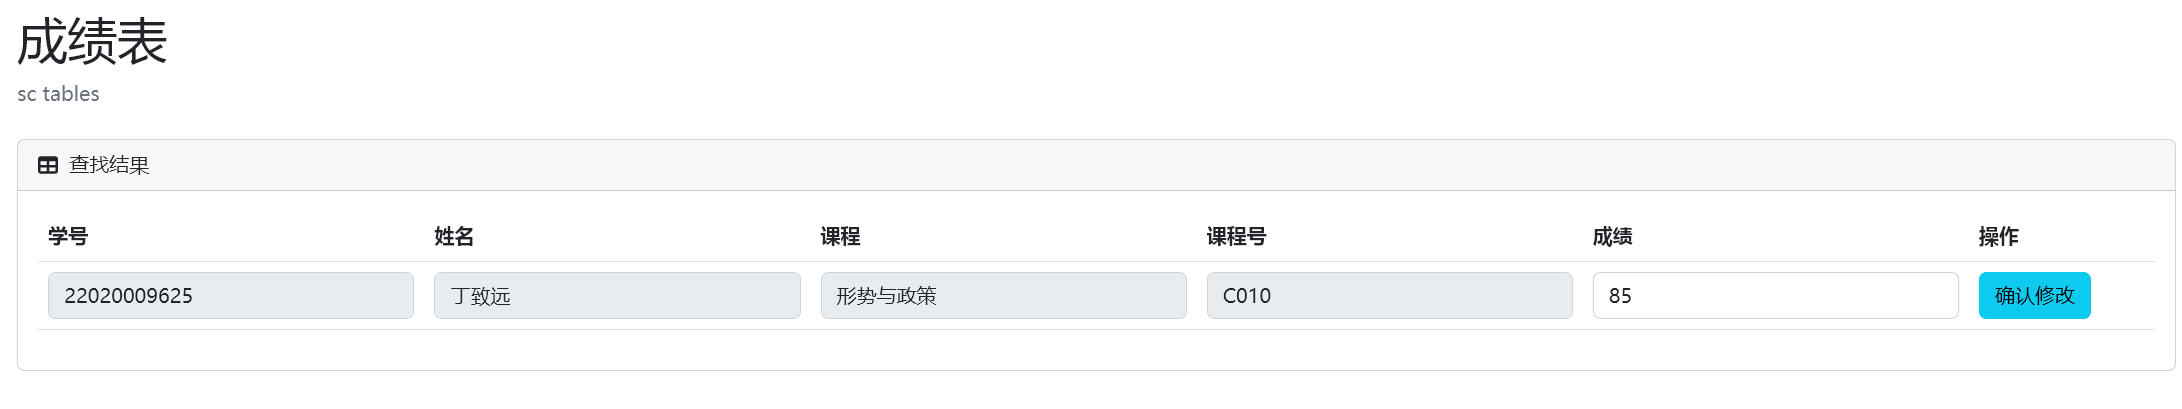 成绩表
sc tables
查找结果
学号 姓名 课程 课程号 成绩 操作
22020009625 丁致远 形势与政策 C010 85 确认修改